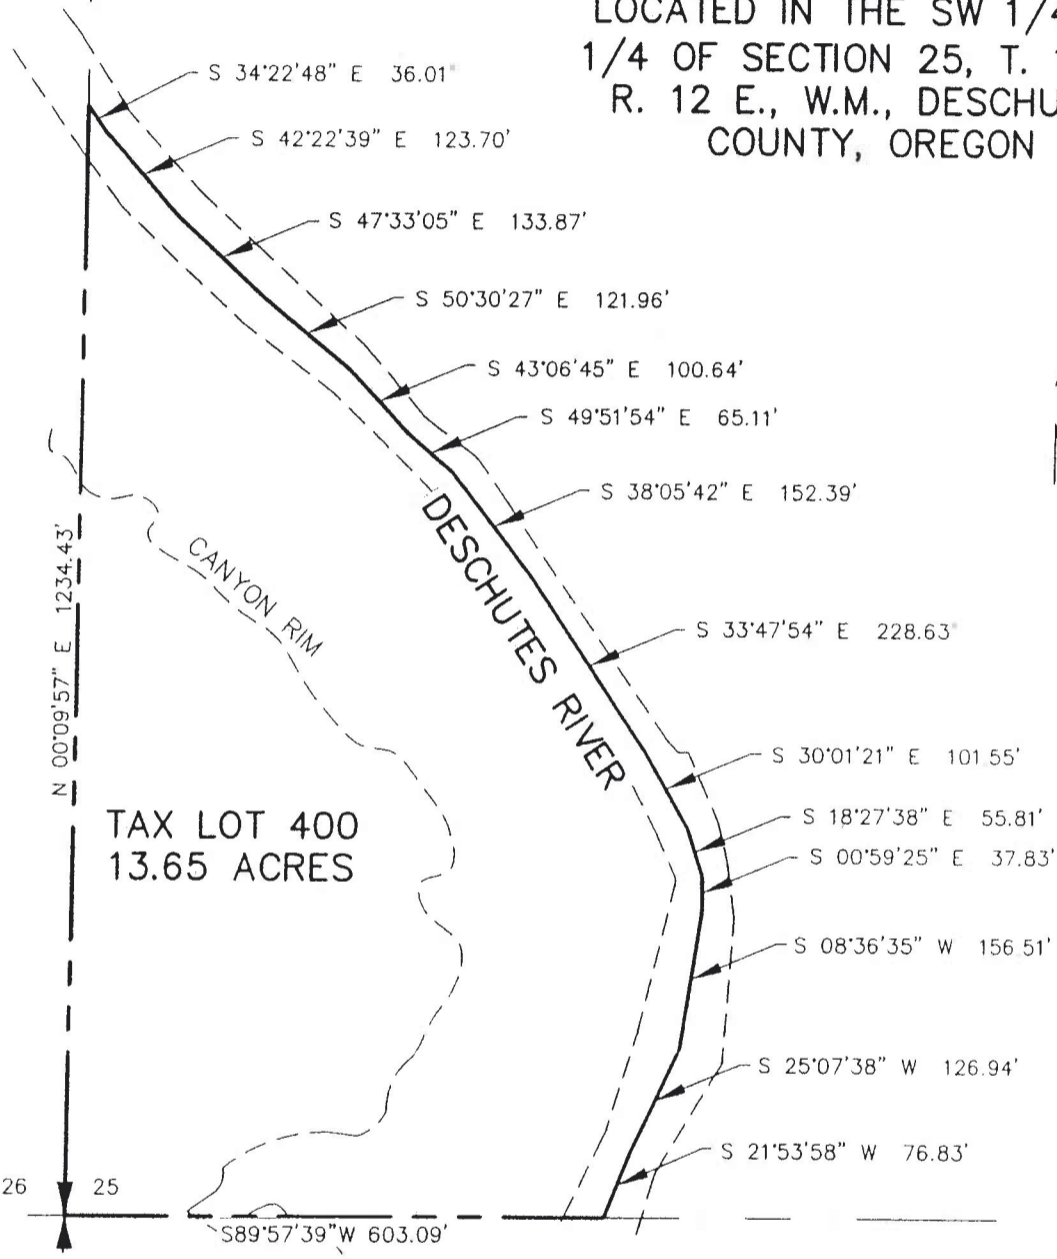 LOCATED IN THE SW 1/4
1/4 OF SECTION 25, T.
R. 12 E., W.M., DESCHU
COUNTY, OREGON
S 34°22'48" E 36.01'
S 42°22'39" E 123.70'
S 47°33'05" E 133.87'
S 50°30'27" E 121.96'
S 43°06'45" E 100.64'
S 49°51'54" E 65.11'
S 38°05'42" E 152.39'
DESCHUTES RIVER
CANYON RIM
N 00°09'57" E 1234.43'
S 33°47'54" E 228.63'
S 30°01'21" E 101.55'
TAX LOT 400
13.65 ACRES
S 18°27'38" E 55.81'
S 00°59'25" E 37.83'
S 08°36'35" W 156.51'
S 25°07'38" W 126.94'
S 21°53'58" W 76.83'
26 25
S89°57'39"W 603.09'